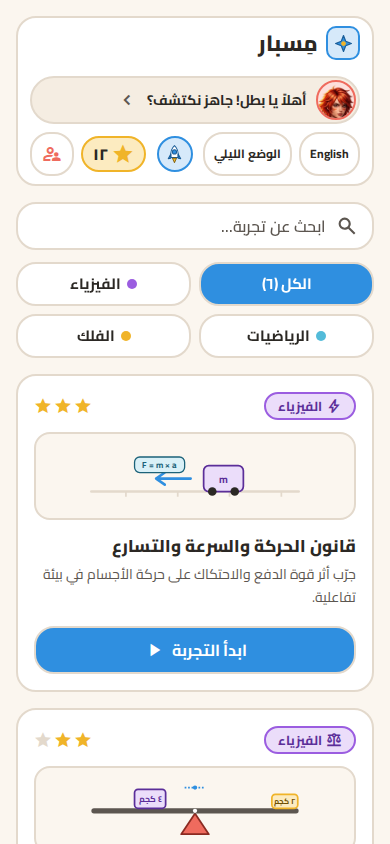 مِسبار
أهلاً يا بطل! جاهز نكتشف؟
English
الوضع الليلي
١٢
ابحث عن تجربة...
الكل (٦)
الفيزياء
الرياضيات
الفلك
الفيزياء
F = m × a
m
قانون الحركة والسرعة والتسارع
جرّب أثر قوة الدفع والاحتكاك على حركة الأجسام في بيئة
تفاعلية.
ابدأ التجربة
الفيزياء
٤ كجم
٢ كجم